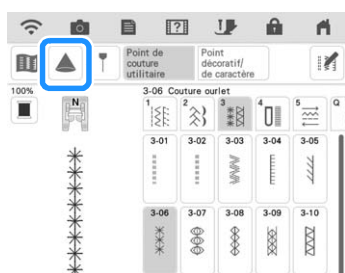 Point de couture utilitaire
Point décoratif/ de caractère
100%
3-06 Couture ourlet
N
1 2 3 4 5 Q
3-01 3-02 3-03 3-04 3-05
3-06 3-07 3-08 3-09 3-10